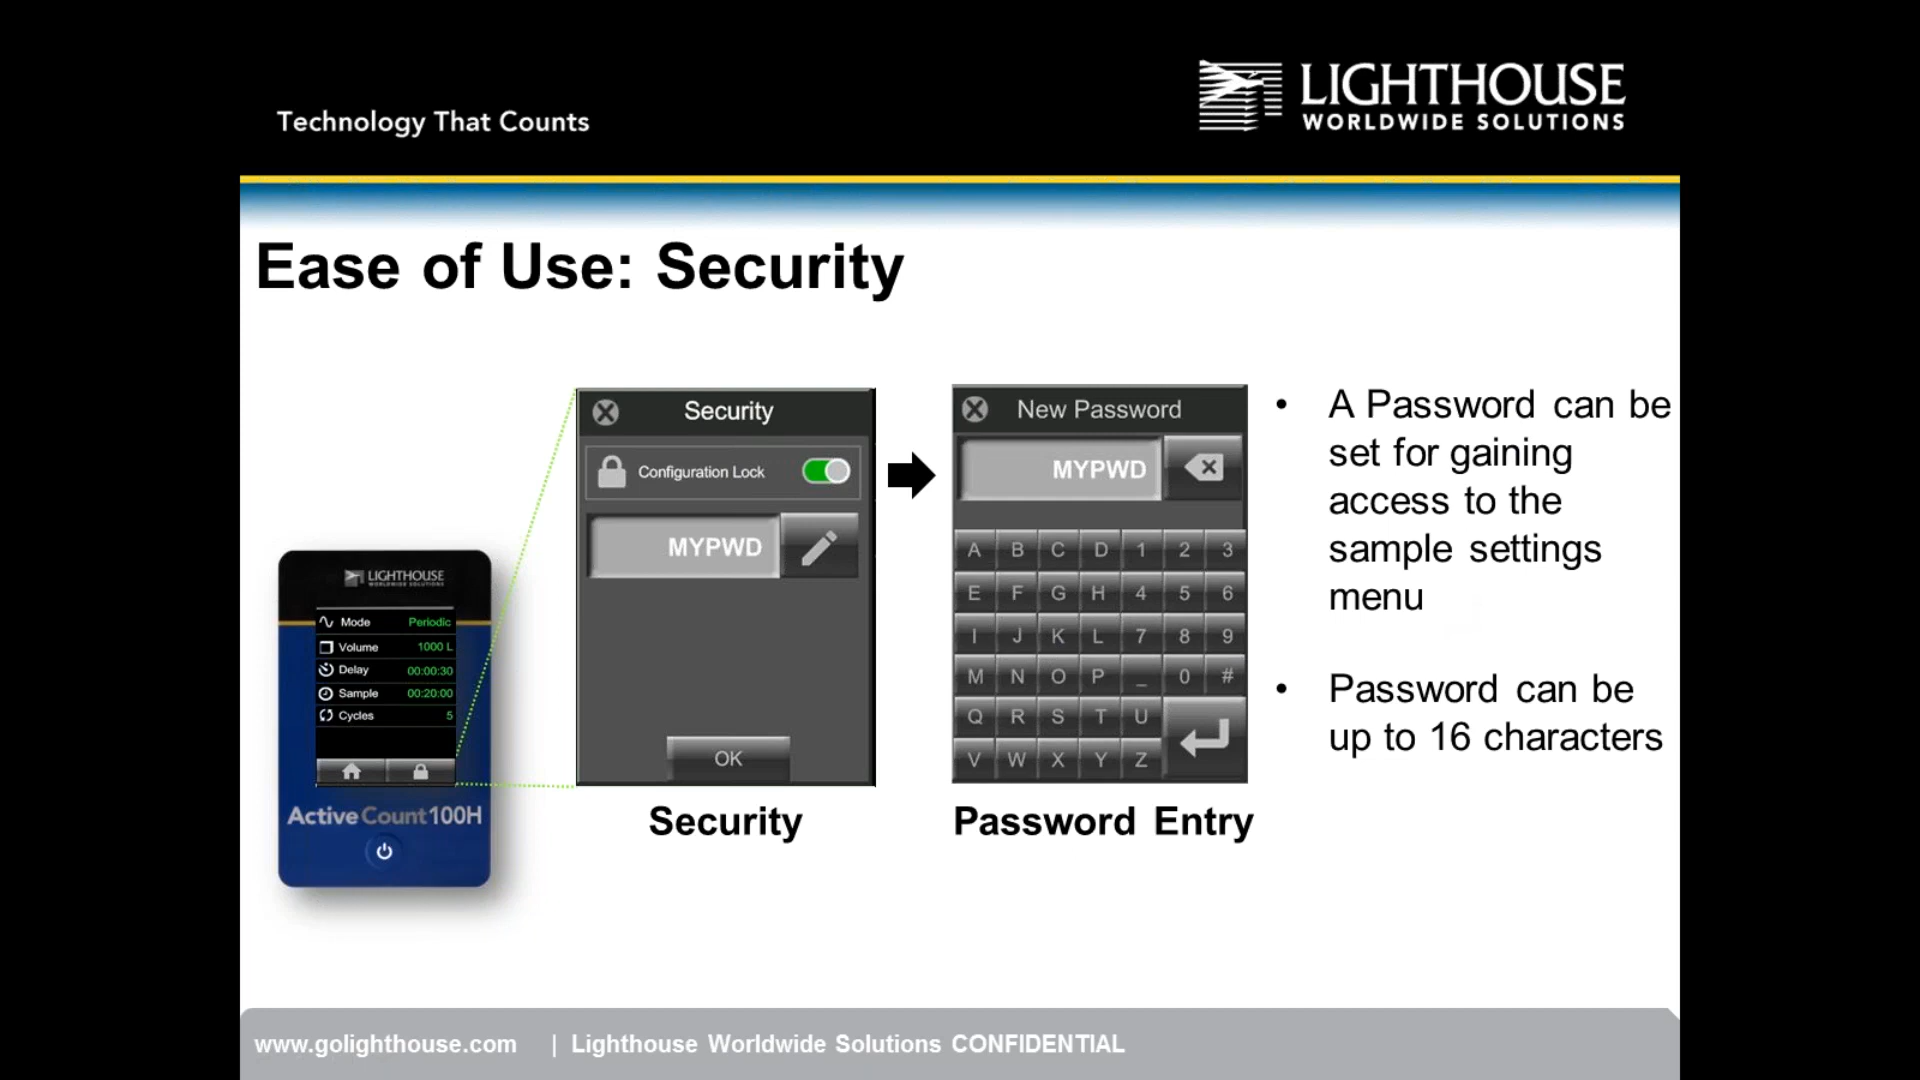 Technology That Counts
LIGHTHOUSE
WORLDWIDE SOLUTIONS
Ease of Use: Security
LIGHTHOUSE
WORLDWIDE SOLUTIONS
Mode Periodic
Volume 1000 L
Delay 00:00:30
Sample 00:20:00
Cycles 5
ActiveCount100H
Security
Configuration Lock
MYPWD
OK
Security
New Password
MYPWD
A B C D 1 2 3
E F G H 4 5 6
I J K L 7 8 9
M N O P _ 0 #
Q R S T U
V W X Y Z
Password Entry
• A Password can be
set for gaining
access to the
sample settings
menu
• Password can be
up to 16 characters
www.golighthouse.com | Lighthouse Worldwide Solutions CONFIDENTIAL